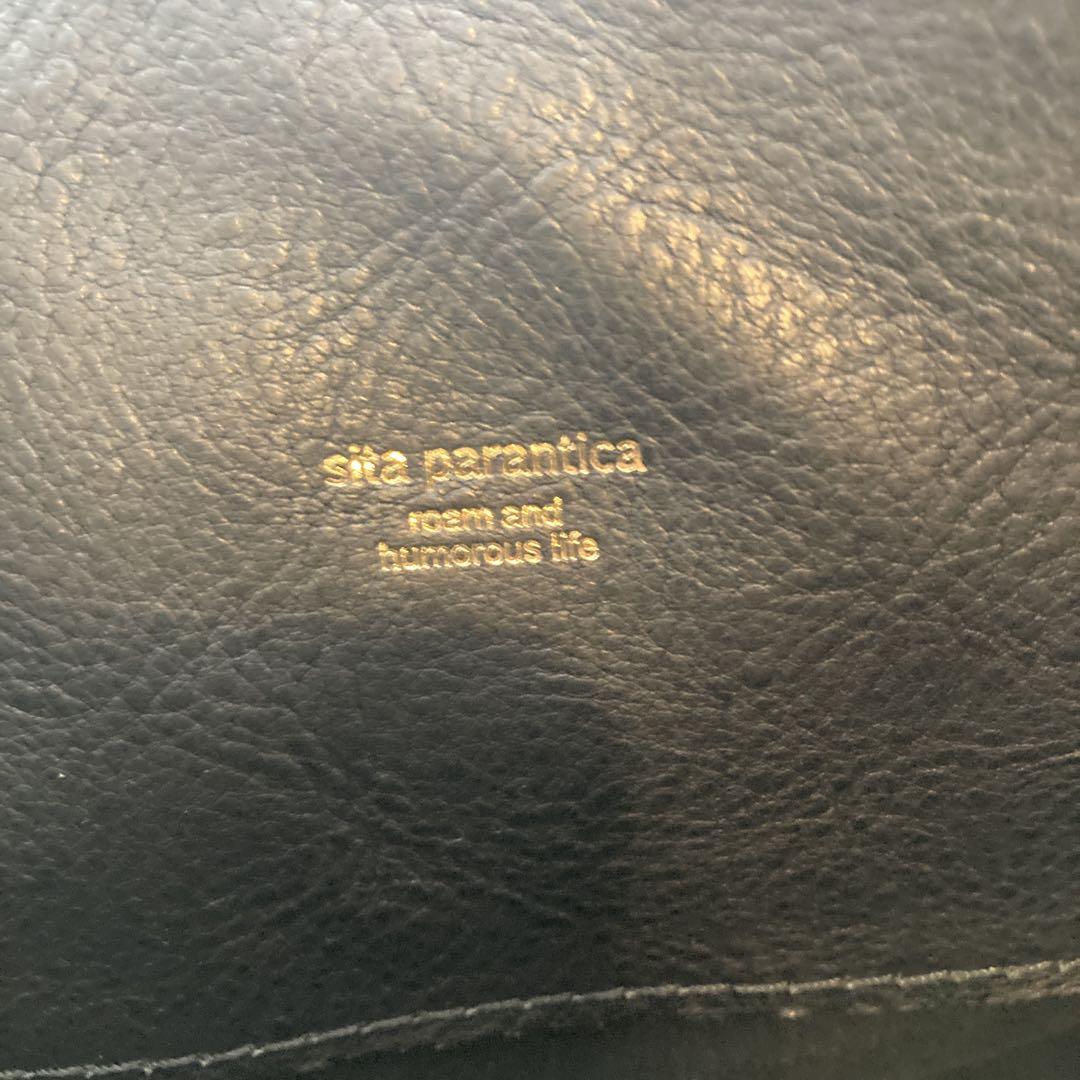 sita parantica
roam and
humorous life